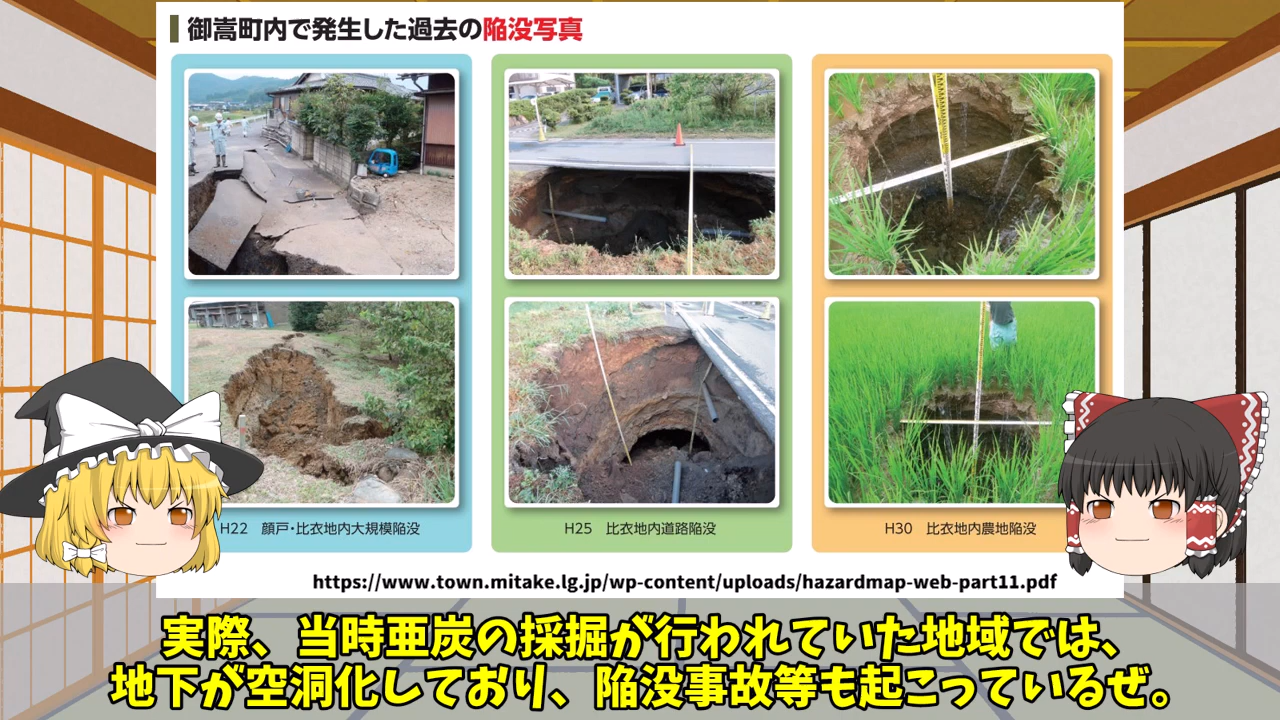 御嵩町内で発生した過去の陥没写真
H22 顔戸・比衣地内大規模陥没
H25 比衣地内道路陥没
H30 比衣地内農地陥没
https://www.town.mitake.lg.jp/wp-content/uploads/hazardmap-web-part11.pdf
実際、当時亜炭の採掘が行われていた地域では、
地下が空洞化しており、陥没事故等も起こっているぜ。